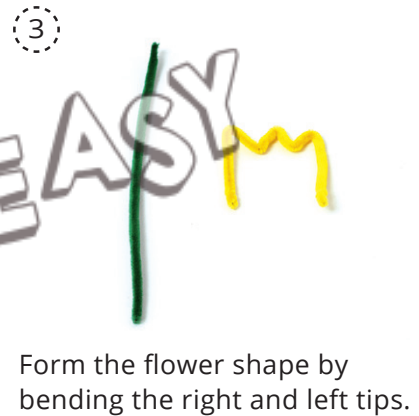 3
EASY
Form the flower shape by
bending the right and left tips.